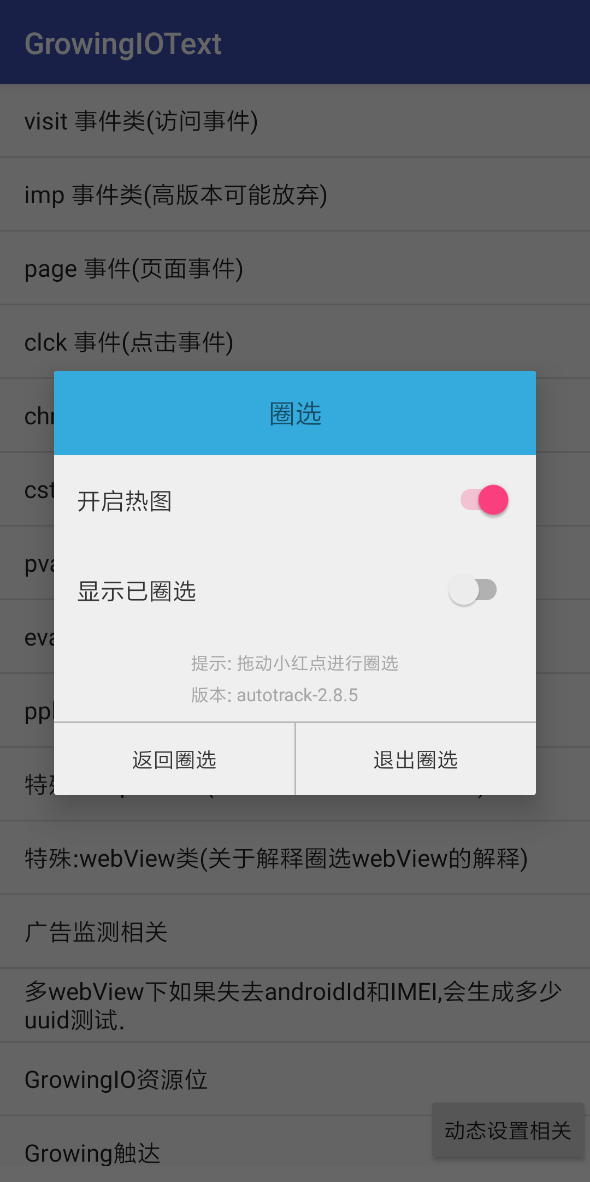 GrowingIOText
visit 事件类(访问事件)
imp 事件类(高版本可能放弃)
page 事件(页面事件)
clck 事件(点击事件)
圈选
开启热图
显示已圈选
提示: 拖动小红点进行圈选
版本: autotrack-2.8.5
返回圈选
退出圈选
特殊:webView类(关于解释圈选webView的解释)
广告监测相关
多webView下如果失去androidId和IMEI,会生成多少
uuid测试.
GrowingIO资源位
动态设置相关
Growing触达